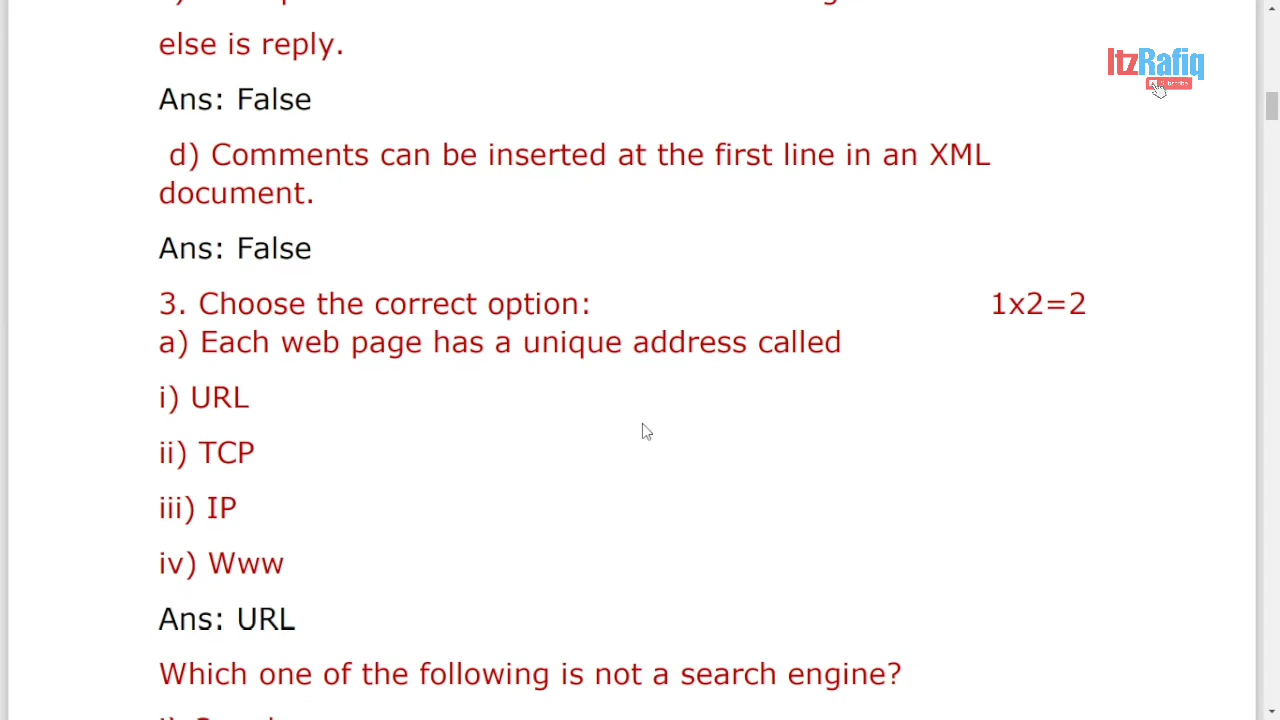 else is reply.
ItzRafiq
Subscribe
Ans: False
d) Comments can be inserted at the first line in an XML
document.
Ans: False
3. Choose the correct option: 1x2=2
a) Each web page has a unique address called
i) URL
ii) TCP
iii) IP
iv) Www
Ans: URL
Which one of the following is not a search engine?